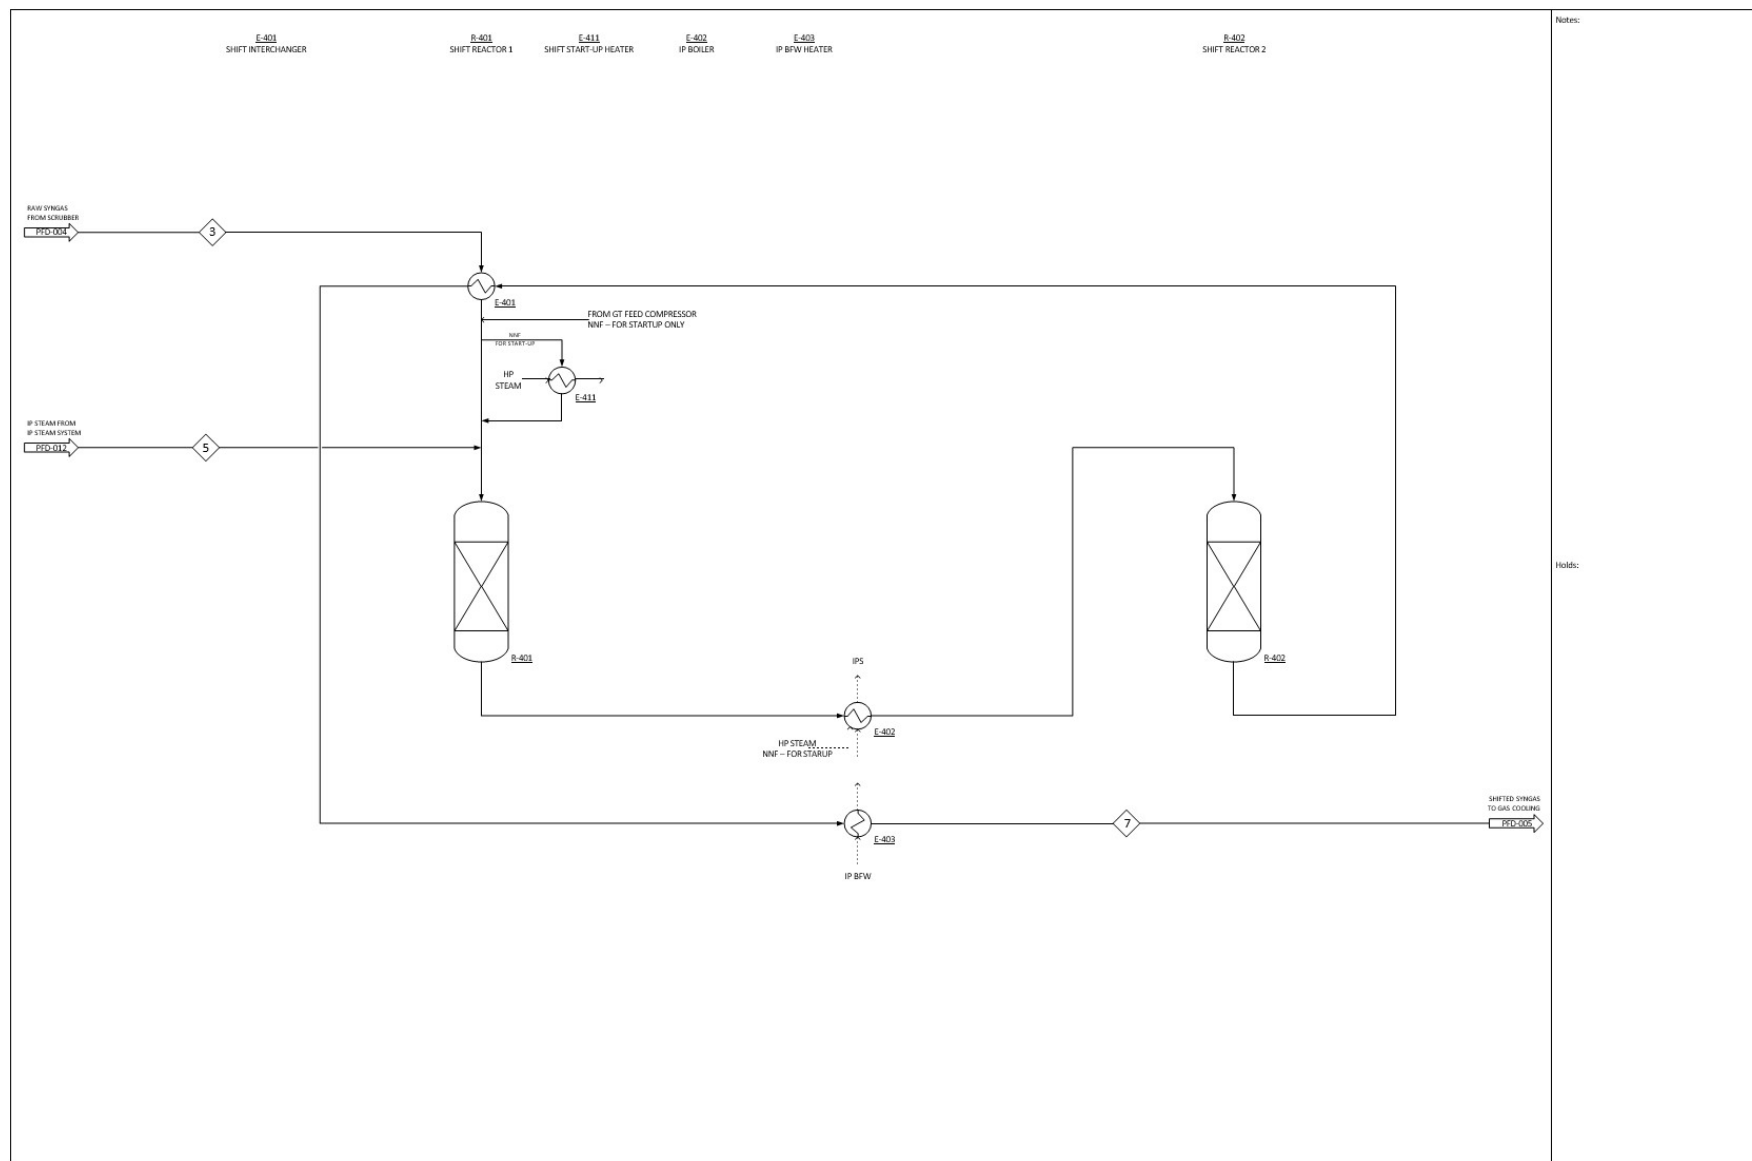 E-401
SHIFT INTERCHANGER
R-401
SHIFT REACTOR 1
E-411
SHIFT START-UP HEATER
E-402
IP BOILER
E-403
IP BFW HEATER
R-402
SHIFT REACTOR 2
Notes:
RAW SYNGAS
FROM SCRUBBER
PFD-004
3
E-401
FROM GT FEED COMPRESSOR
NNF – FOR STARTUP ONLY
NNF
FOR START-UP
HP
STEAM
E-411
IP STEAM FROM
IP STEAM SYSTEM
PFD-012
5
Holds:
R-401
R-402
IPS
E-402
HP STEAM
NNF – FOR STARUP
SHIFTED SYNGAS
TO GAS COOLING
PFD-005
7
E-403
IP BFW